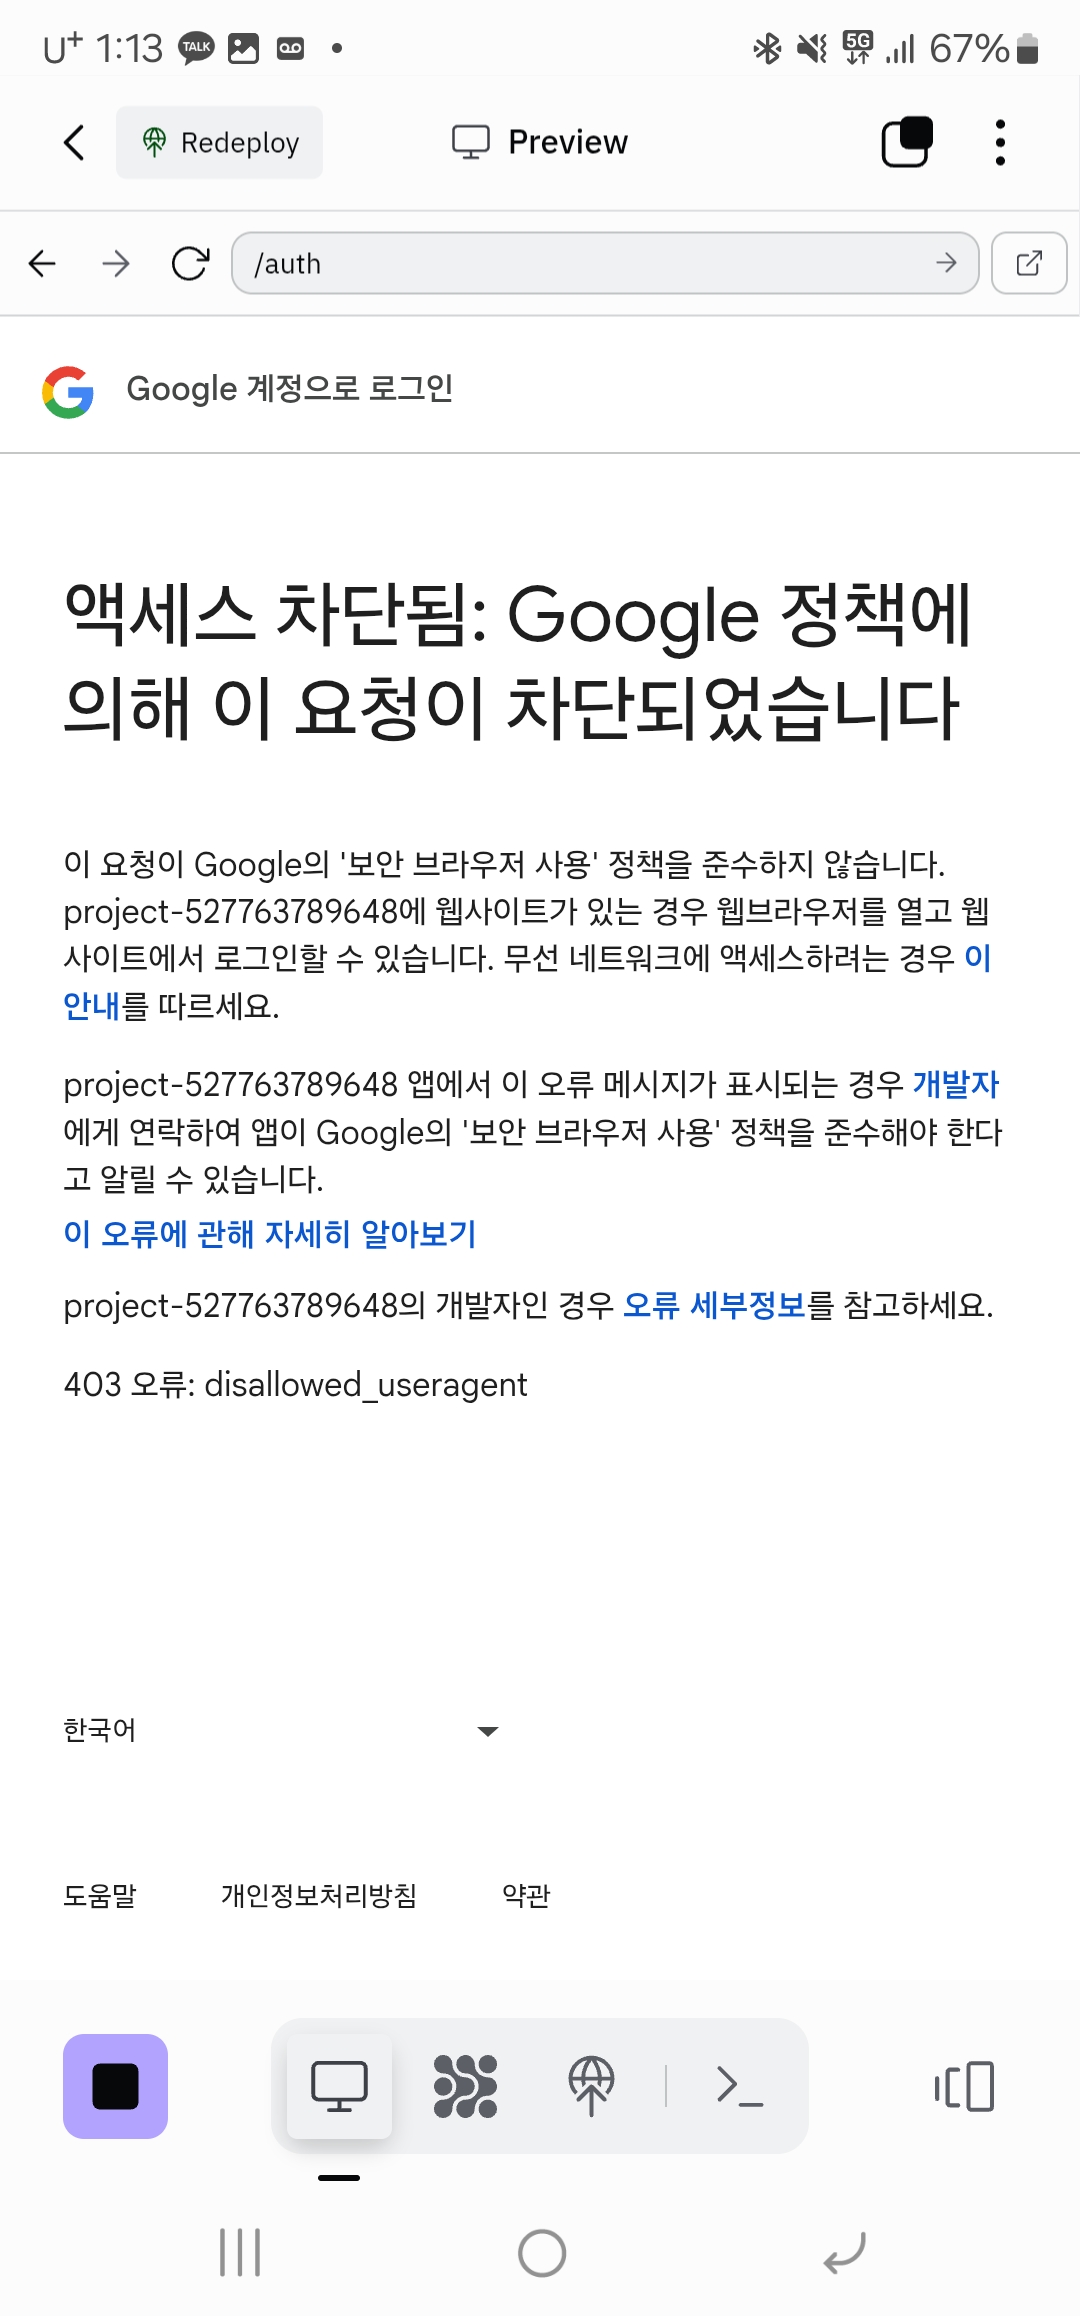 U+ 1:13 TALK 5G 67%
Redeploy Preview
/auth
Google 계정으로 로그인
액세스 차단됨: Google 정책에
의해 이 요청이 차단되었습니다
이 요청이 Google의 '보안 브라우저 사용' 정책을 준수하지 않습니다.
project-527763789648에 웹사이트가 있는 경우 웹브라우저를 열고 웹
사이트에서 로그인할 수 있습니다. 무선 네트워크에 액세스하려는 경우 이
안내를 따르세요.
project-527763789648 앱에서 이 오류 메시지가 표시되는 경우 개발자
에게 연락하여 앱이 Google의 '보안 브라우저 사용' 정책을 준수해야 한다
고 알릴 수 있습니다.
이 오류에 관해 자세히 알아보기
project-527763789648의 개발자인 경우 오류 세부정보를 참고하세요.
403 오류: disallowed_useragent
한국어
도움말 개인정보처리방침 약관